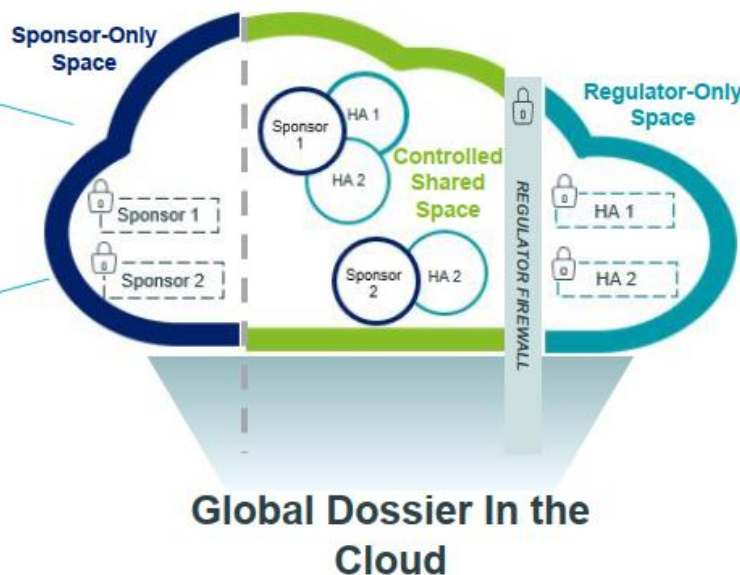 Sponsor-Only
Space
Regulator-Only
Space
Sponsor
1
HA 1
HA 2
Controlled
Shared
Space
Sponsor 1
Sponsor 2
Sponsor
2
HA 2
REGULATOR FIREWALL
HA 1
HA 2
Global Dossier In the
Cloud